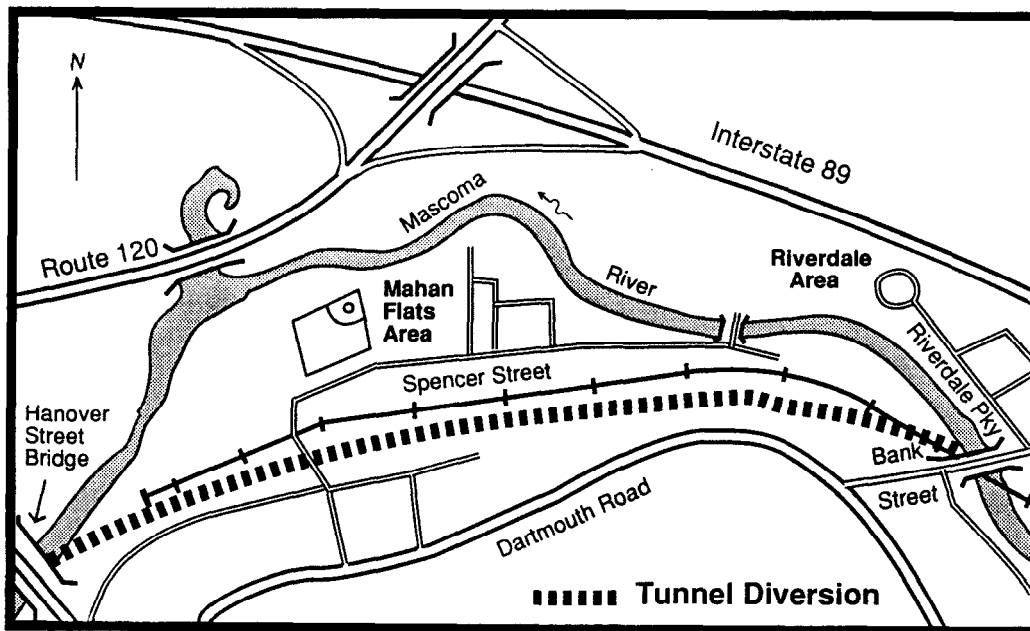 N
Interstate 89
Mascoma
Route 120
River
Riverdale
Area
Mahan
Flats
Area
Riverdale Pky
Spencer Street
Hanover
Street
Bridge
Bank
Street
Dartmouth Road
Tunnel Diversion